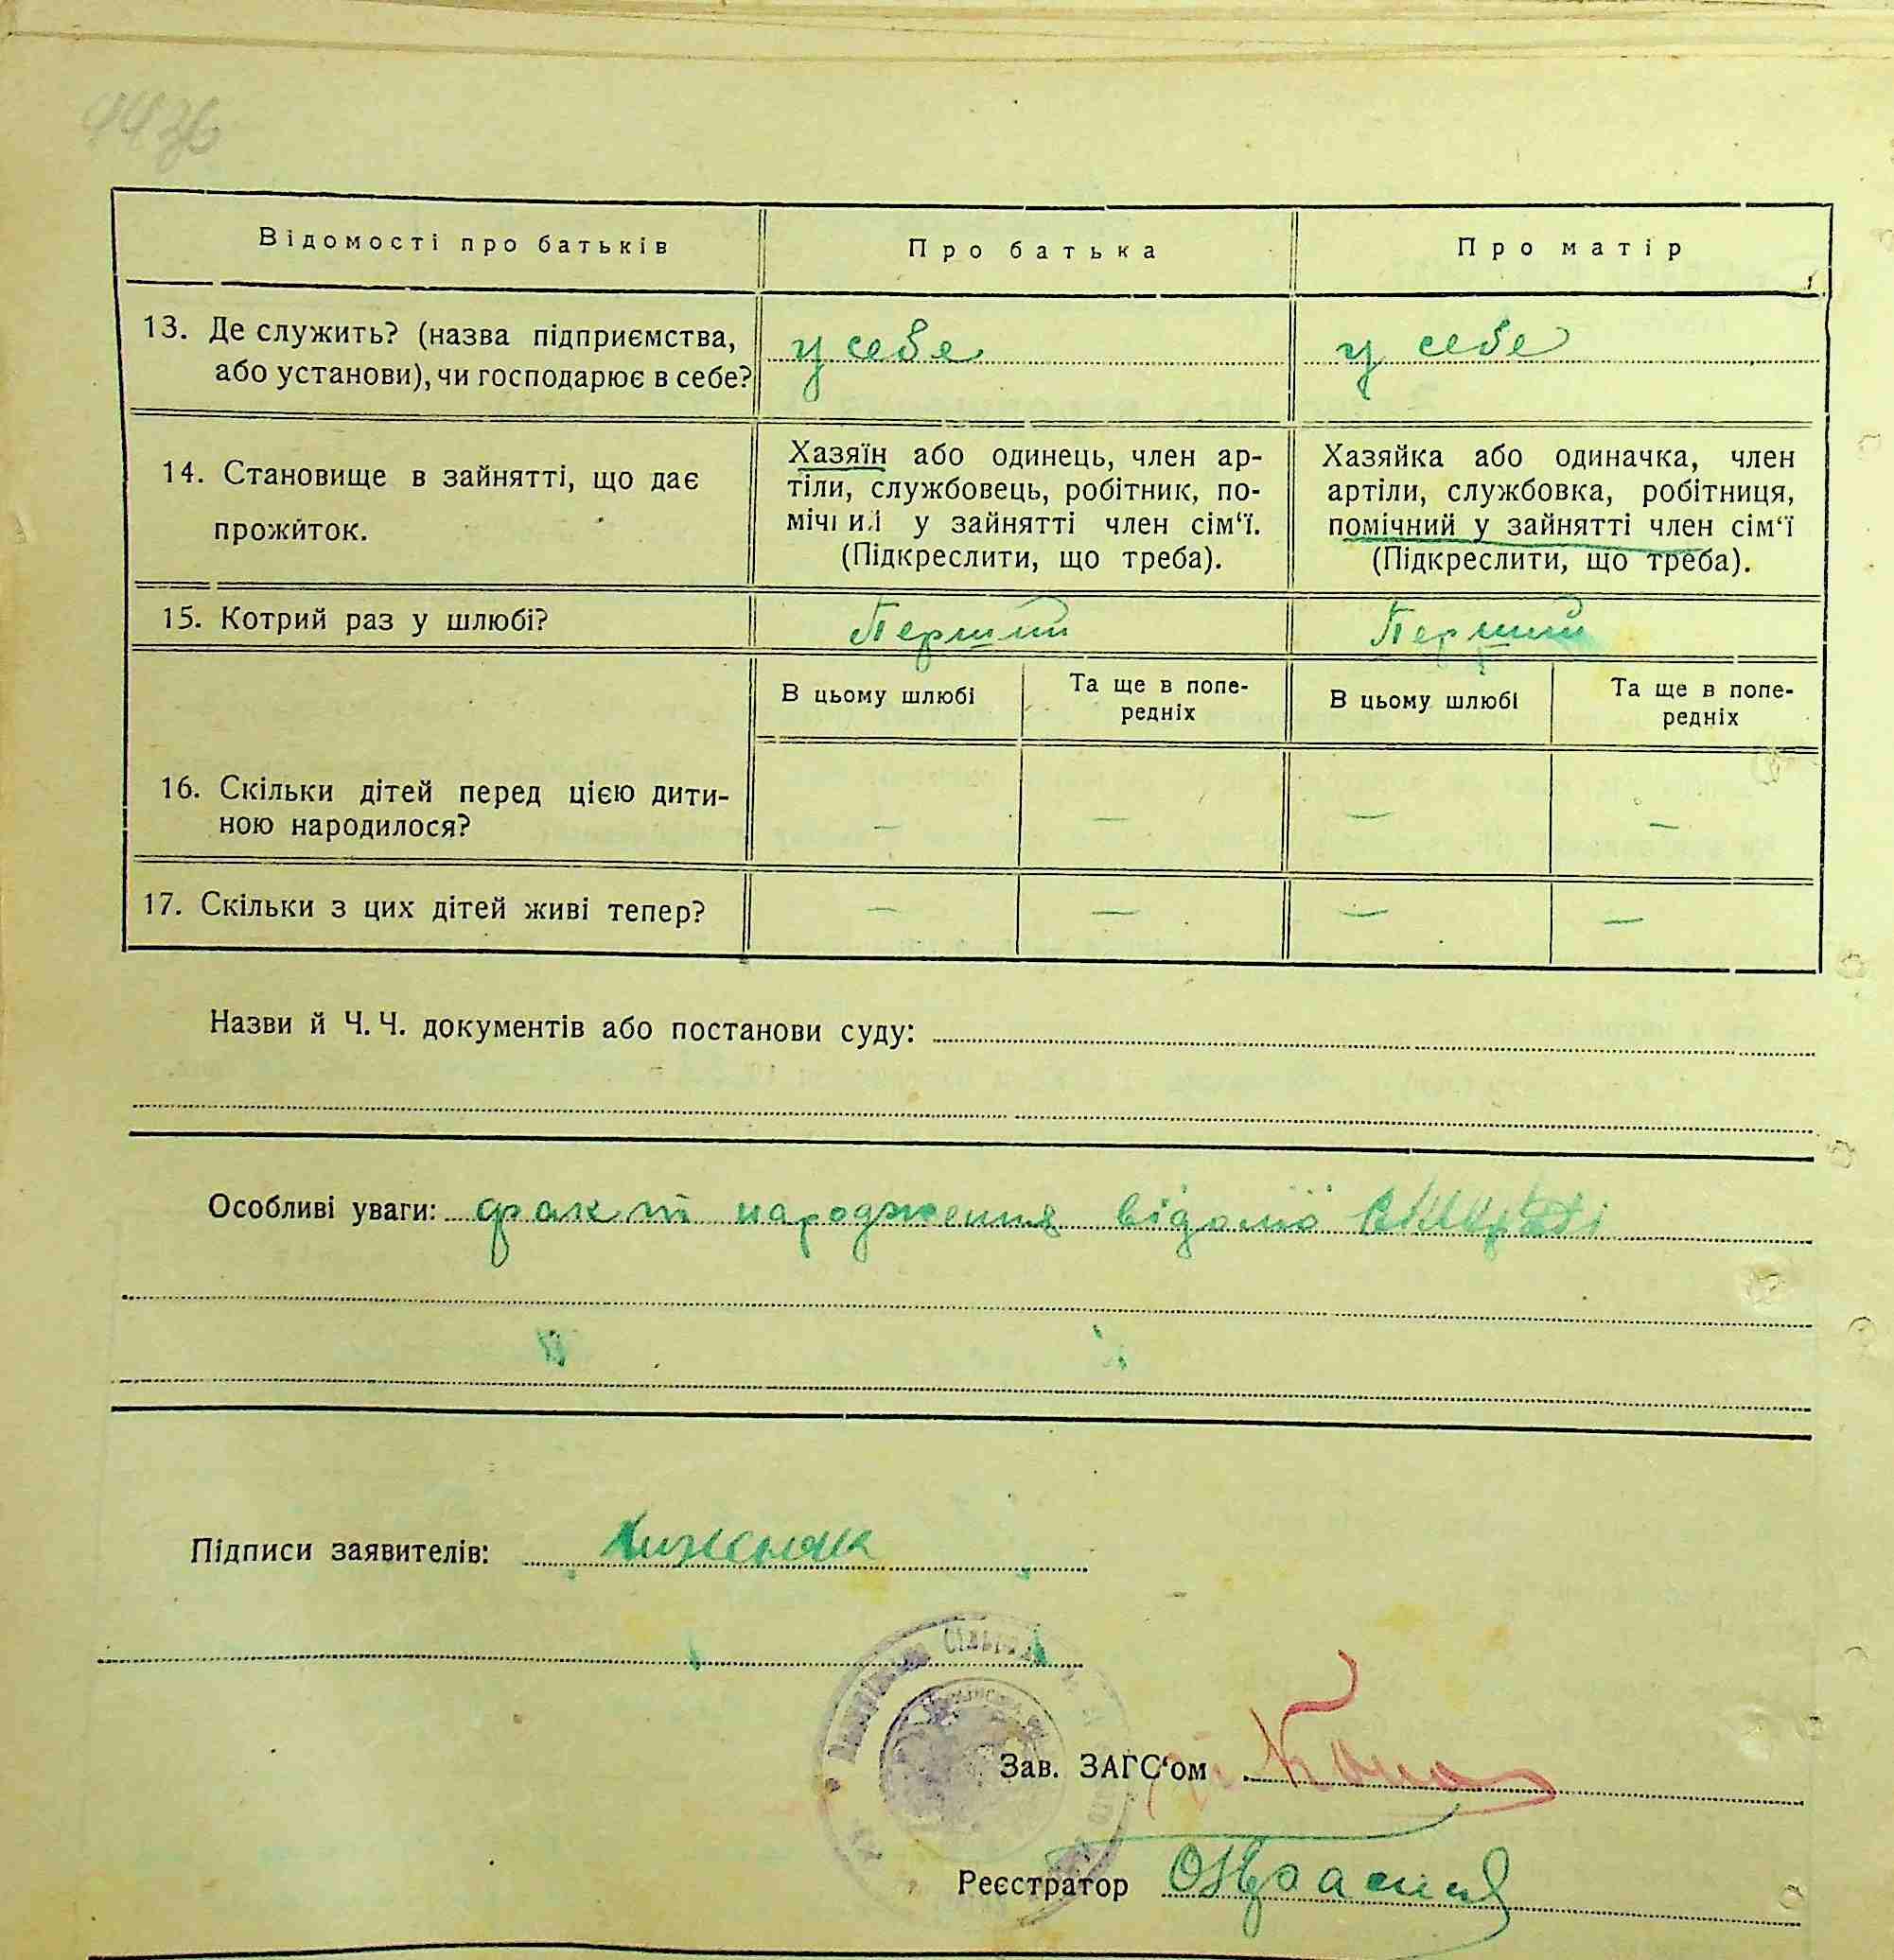 Відомості про батьків
Про батька
Про матір
13. Де служить? (назва підприємства,
або установи), чи господарює в себе?
у себе
у себе
14. Становище в зайнятті, що дає
прожиток.
Хазяїн або одинець, член ар-
тіли, службовець, робітник, по-
мічний у зайнятті член сім'ї.
(Підкреслити, що треба).
Хазяйка або одиначка, член
артіли, службовка, робітниця,
помічний у зайнятті член сім'ї
(Підкреслити, що треба).
15. Котрий раз у шлюбі?
Перший
Перший
В цьому шлюбі
Та ще в попе-
редніх
В цьому шлюбі
Та ще в попе-
редніх
16. Скільки дітей перед цією дити-
ною народилося?
— — — —
17. Скільки з цих дітей живі тепер?
— — — —
Назви й Ч. Ч. документів або постанови суду:
Особливі уваги: факт народження відомо
Підписи заявителів:
Зав. ЗАГС'ом
Реєстратор